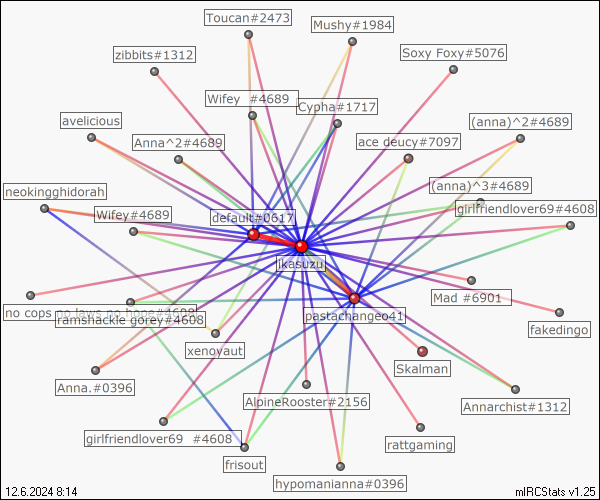 Toucan#2473
Mushy#1984
Soxy Foxy#5076
zibbits#1312
Wifey  #4689
Cypha#1717
avelicious
(anna)^2#4689
Anna^2#4689
ace deucy#7097
neokingghidorah
(anna)^3#4689
Wifey#4689
default#0617
girlfriendlover69#4608
ikasuzu
no cops no laws no hope#4608
Mad #6901
ramshackle gorey#4608
pastachangeo41
fakedingo
xenoyaut
Skalman
Anna.#0396
AlpineRooster#2156
Annarchist#1312
girlfriendlover69  #4608
rattgaming
frisout
hypomanianna#0396
12.6.2024 8:14
mIRCStats v1.25